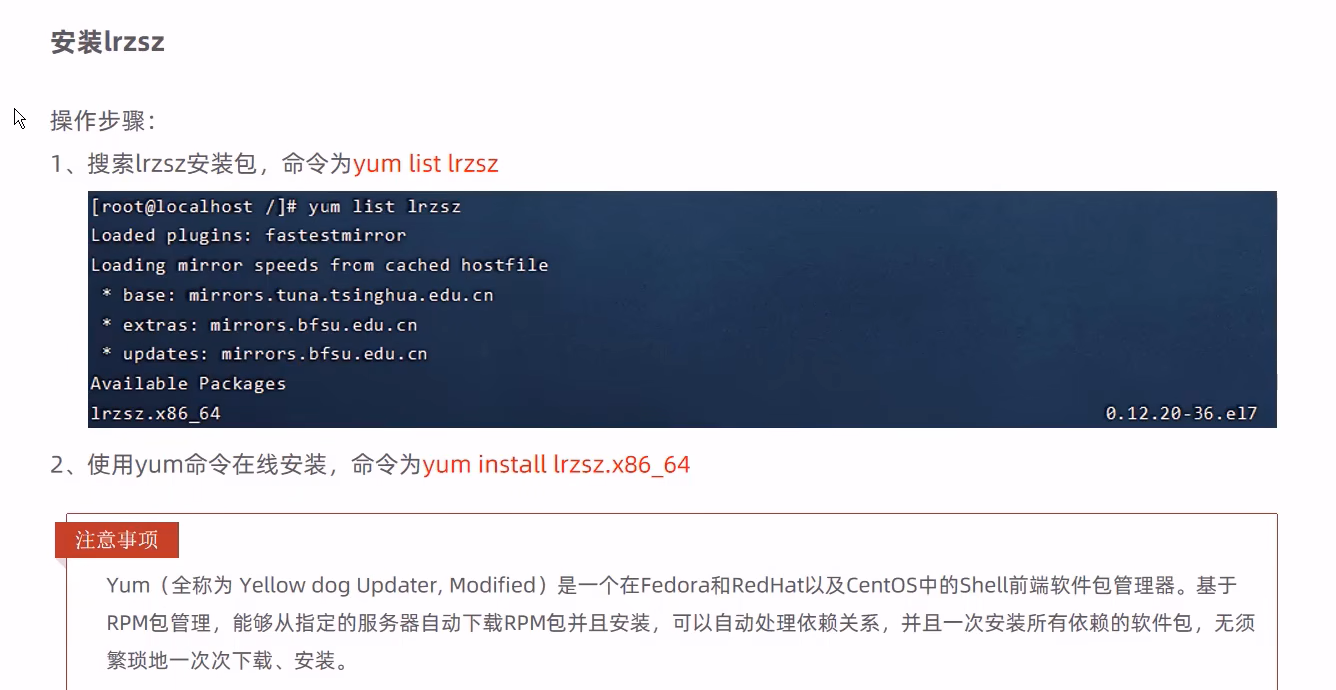 安装lrzsz
操作步骤：
1、搜索lrzsz安装包，命令为yum list lrzsz
[root@localhost /]# yum list lrzsz
Loaded plugins: fastestmirror
Loading mirror speeds from cached hostfile
* base: mirrors.tuna.tsinghua.edu.cn
* extras: mirrors.bfsu.edu.cn
* updates: mirrors.bfsu.edu.cn
Available Packages
lrzsz.x86_64 0.12.20-36.el7
2、使用yum命令在线安装，命令为yum install lrzsz.x86_64
注意事项
Yum（全称为 Yellow dog Updater, Modified）是一个在Fedora和RedHat以及CentOS中的Shell前端软件包管理器。基于
RPM包管理，能够从指定的服务器自动下载RPM包并且安装，可以自动处理依赖关系，并且一次安装所有依赖的软件包，无须
繁琐地一次次下载、安装。